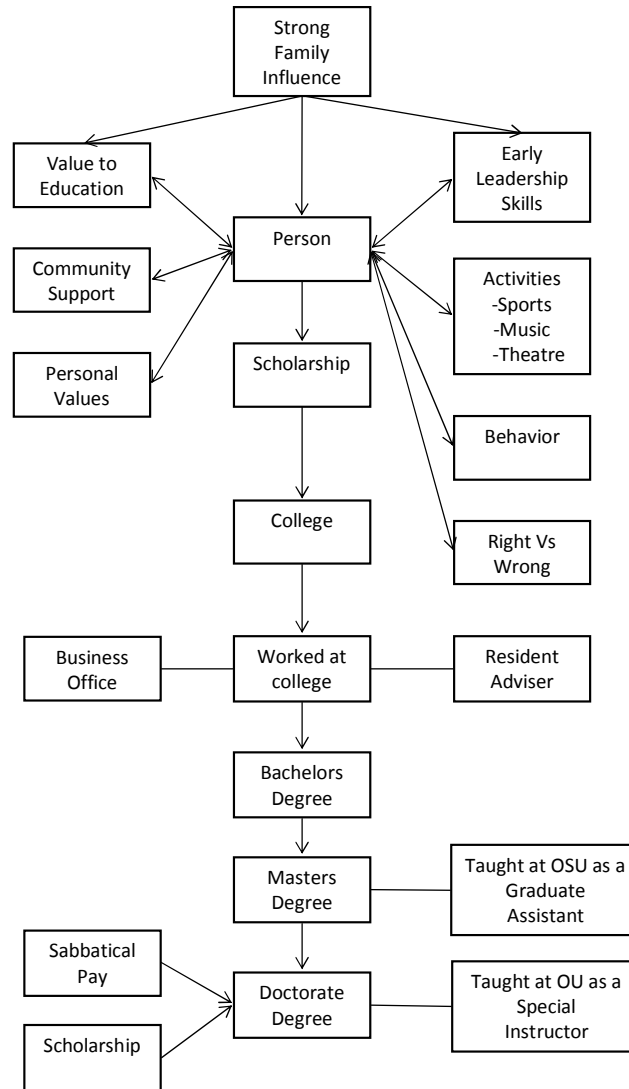 Strong
Family
Influence
Value to
Education
Early
Leadership
Skills
Person
Community
Support
Activities
-Sports
-Music
-Theatre
Personal
Values
Scholarship
Behavior
College
Right Vs
Wrong
Business
Office
Worked at
college
Resident
Adviser
Bachelors
Degree
Masters
Degree
Taught at OSU as a
Graduate
Assistant
Sabbatical
Pay
Doctorate
Degree
Taught at OU as a
Special
Instructor
Scholarship